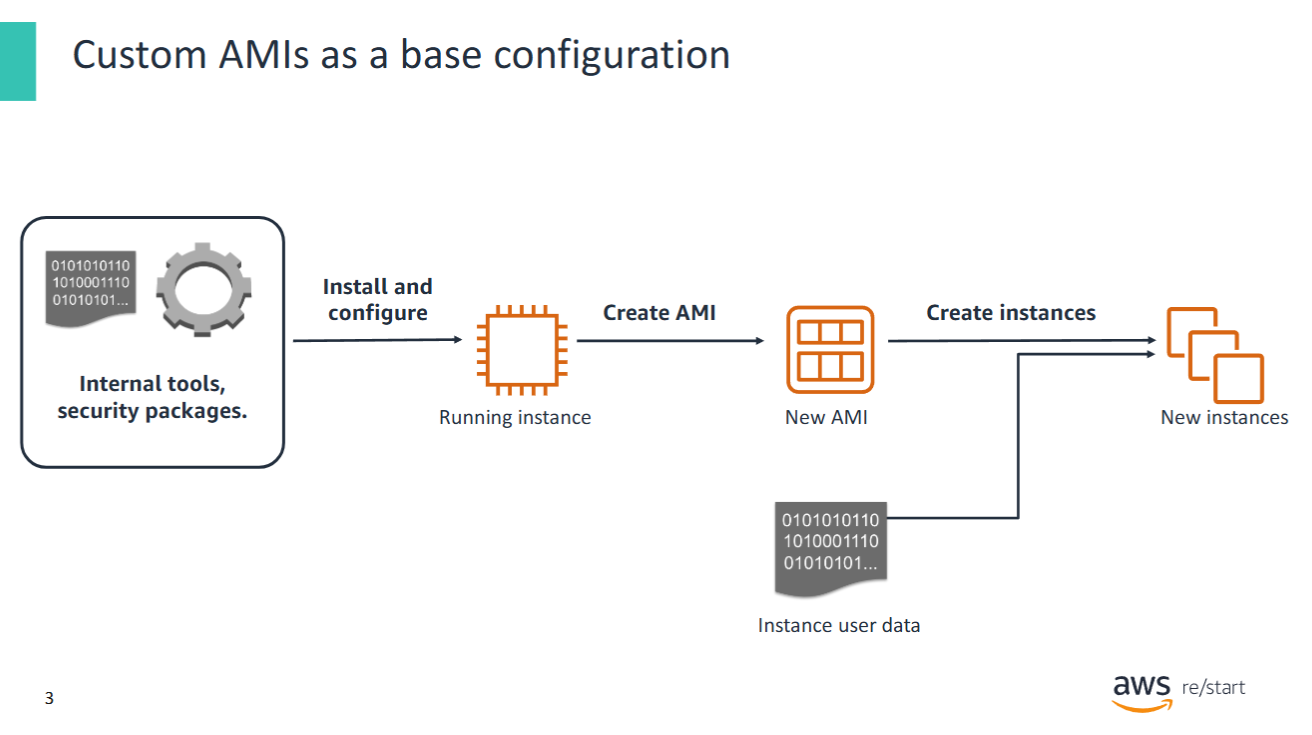 Custom AMIs as a base configuration
0101010110
1010001110
01010101...
Internal tools,
security packages.
Install and
configure
Running instance
Create AMI
New AMI
Create instances
New instances
0101010110
1010001110
01010101...
Instance user data
3
aws re/start